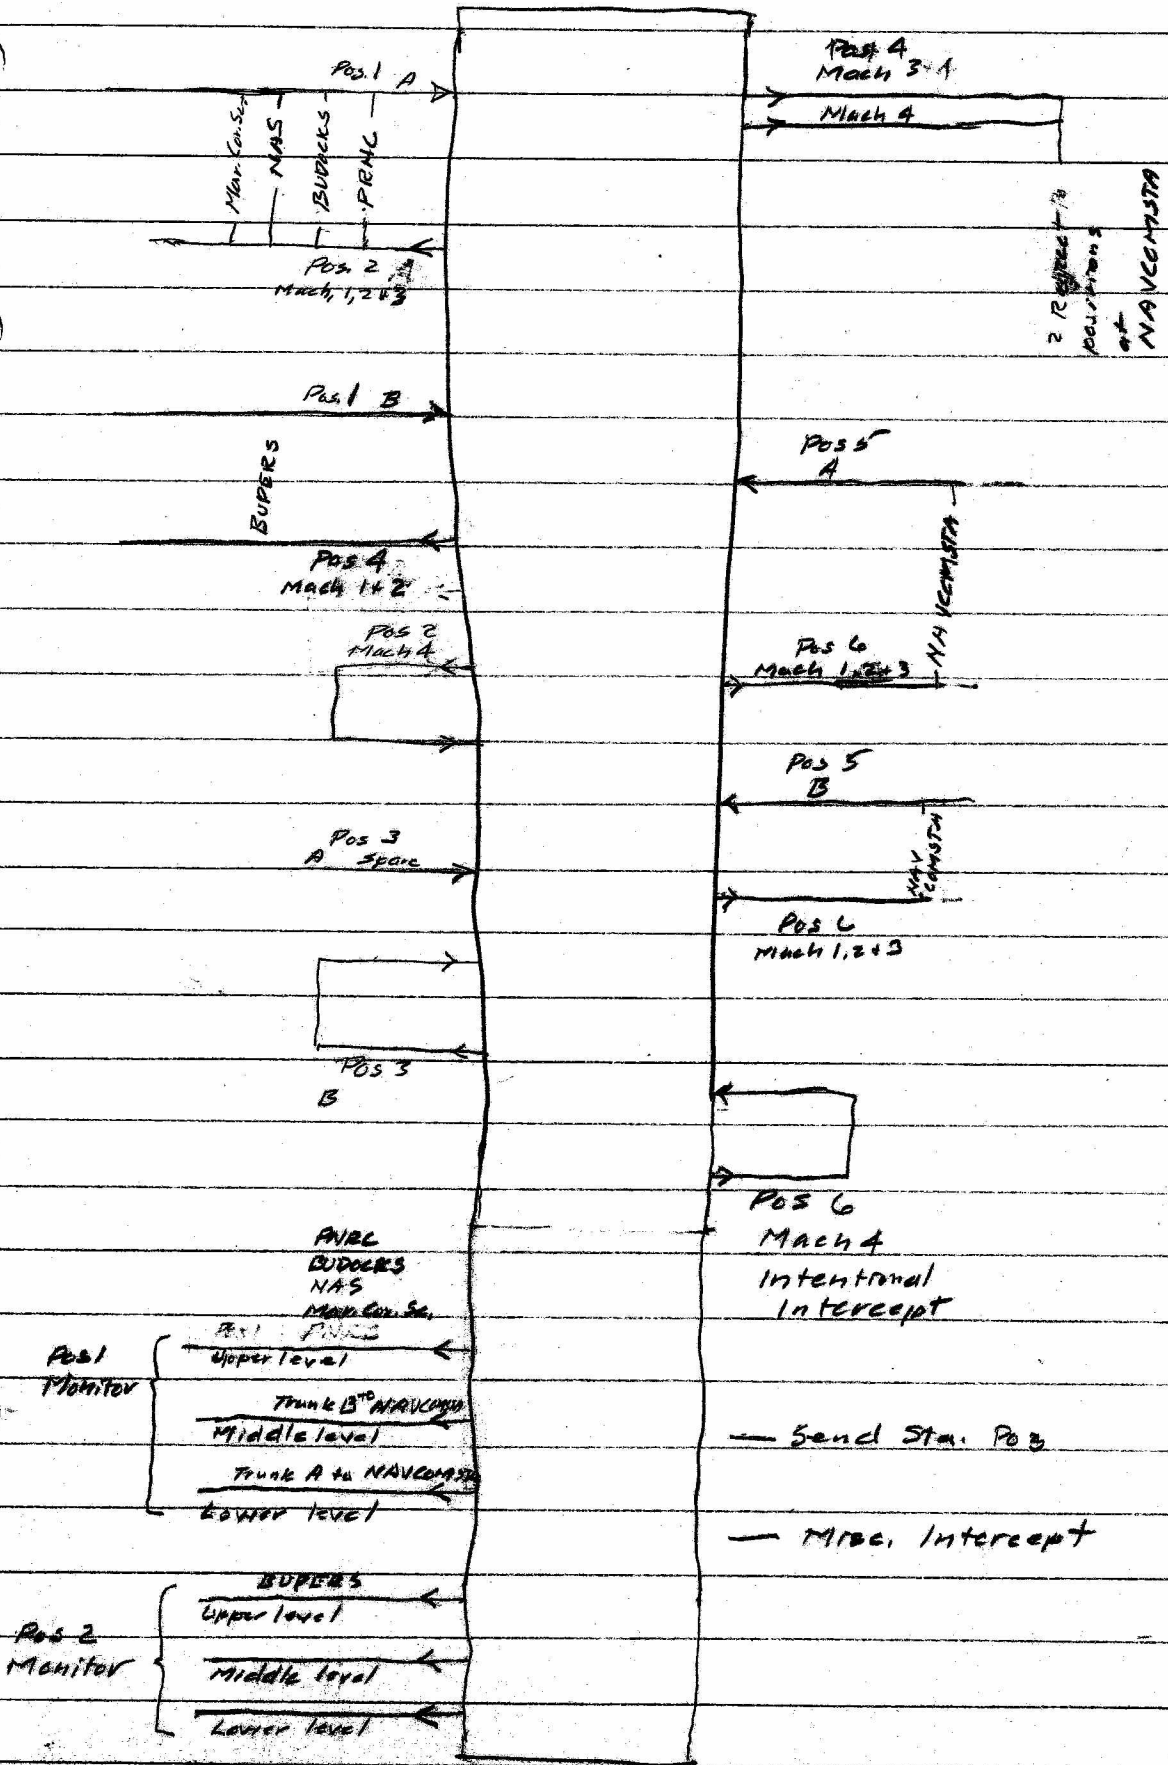 Pos. 1 A
Mar. Cor. Sc.
NAS
BUDOCKS
PRNC
Pos. 2 A
Mach, 1, 2 + 3
Pos. 1 B
BUPERS
Pos 4
Mach 1 + 2
Pos 2
Mach 4
Pos 3
A Spare
Pos 3
B
PNRC
BUDOCKS
NAS
Mar. Cor. Sc.
Pos 1
Monitor
Upper level
Trunk B to NAVCOMSTA
Middle level
Trunk A to NAVCOMSTA
Lower level
Pos 2
Monitor
BUPERS
Upper level
Middle level
Lower level
Pos 4
Mach 3 + 4
Mach 4
2
positions
at
NAVCOMSTA
Pos 5
A
NAVCOMSTA
Pos 6
Mach 1, 2 + 3
Pos 5
B
NAV
COMSTA
Pos 6
Mach 1, 2 + 3
Pos 6
Mach 4
Intentional
Intercept
— Send Sta. Pos
— Misc. Intercept